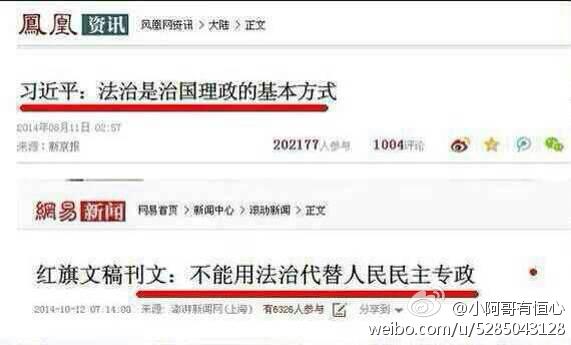 鳳凰 资讯 凤凰网资讯 > 大陆 > 正文
习近平：法治是治国理政的基本方式
2014年08月11日 02:57
来源：新京报 202177人参与 1004评论
網易 新闻 网易首页 > 新闻中心 > 滚动新闻 > 正文
红旗文稿刊文：不能用法治代替人民民主专政
2014-10-12 07:14:08 来源：澎湃新闻网(上海) 有6326人参与 分享到
@小阿哥有恒心
weibo.com/u/5285043128